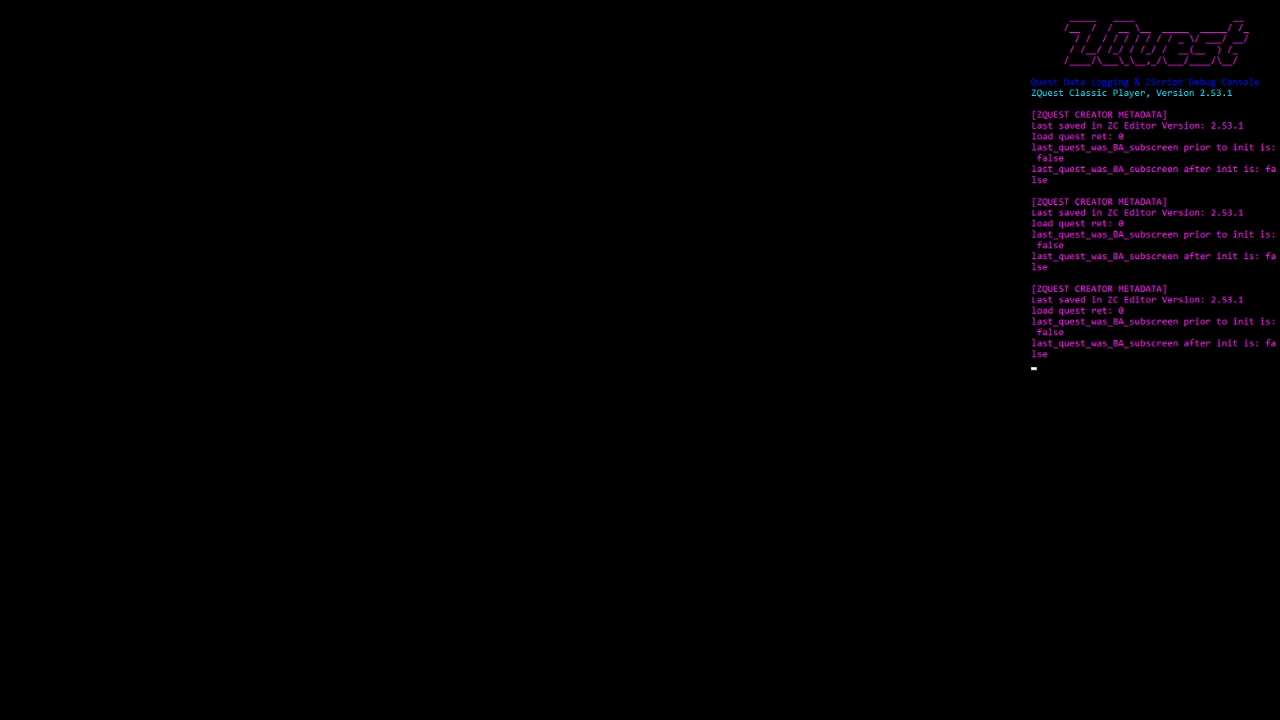 ZQuest
Quest Data Logging & ZScript Debug Console
ZQuest Classic Player, Version 2.53.1
[ZQUEST CREATOR METADATA]
Last saved in ZC Editor Version: 2.53.1
load quest ret: 0
last_quest_was_BA_subscreen prior to init is:
false
last_quest_was_BA_subscreen after init is: fa
lse
[ZQUEST CREATOR METADATA]
Last saved in ZC Editor Version: 2.53.1
load quest ret: 0
last_quest_was_BA_subscreen prior to init is:
false
last_quest_was_BA_subscreen after init is: fa
lse
[ZQUEST CREATOR METADATA]
Last saved in ZC Editor Version: 2.53.1
load quest ret: 0
last_quest_was_BA_subscreen prior to init is:
false
last_quest_was_BA_subscreen after init is: fa
lse